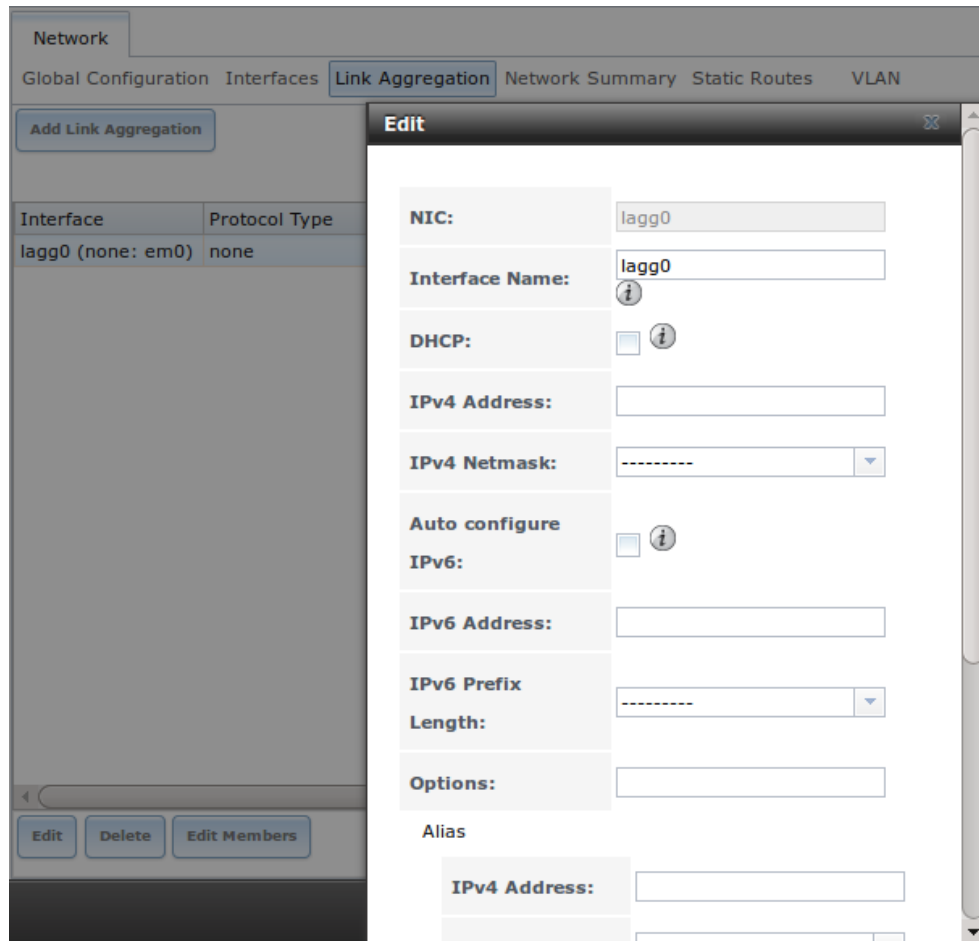 Network
Global Configuration Interfaces Link Aggregation Network Summary Static Routes VLAN
Add Link Aggregation
Interface Protocol Type
lagg0 (none: em0) none
Edit Delete Edit Members
Edit
NIC: lagg0
Interface Name: lagg0
i
DHCP: i
IPv4 Address:
IPv4 Netmask: ---------
Auto configure
IPv6: i
IPv6 Address:
IPv6 Prefix
Length: ---------
Options:
Alias
IPv4 Address: